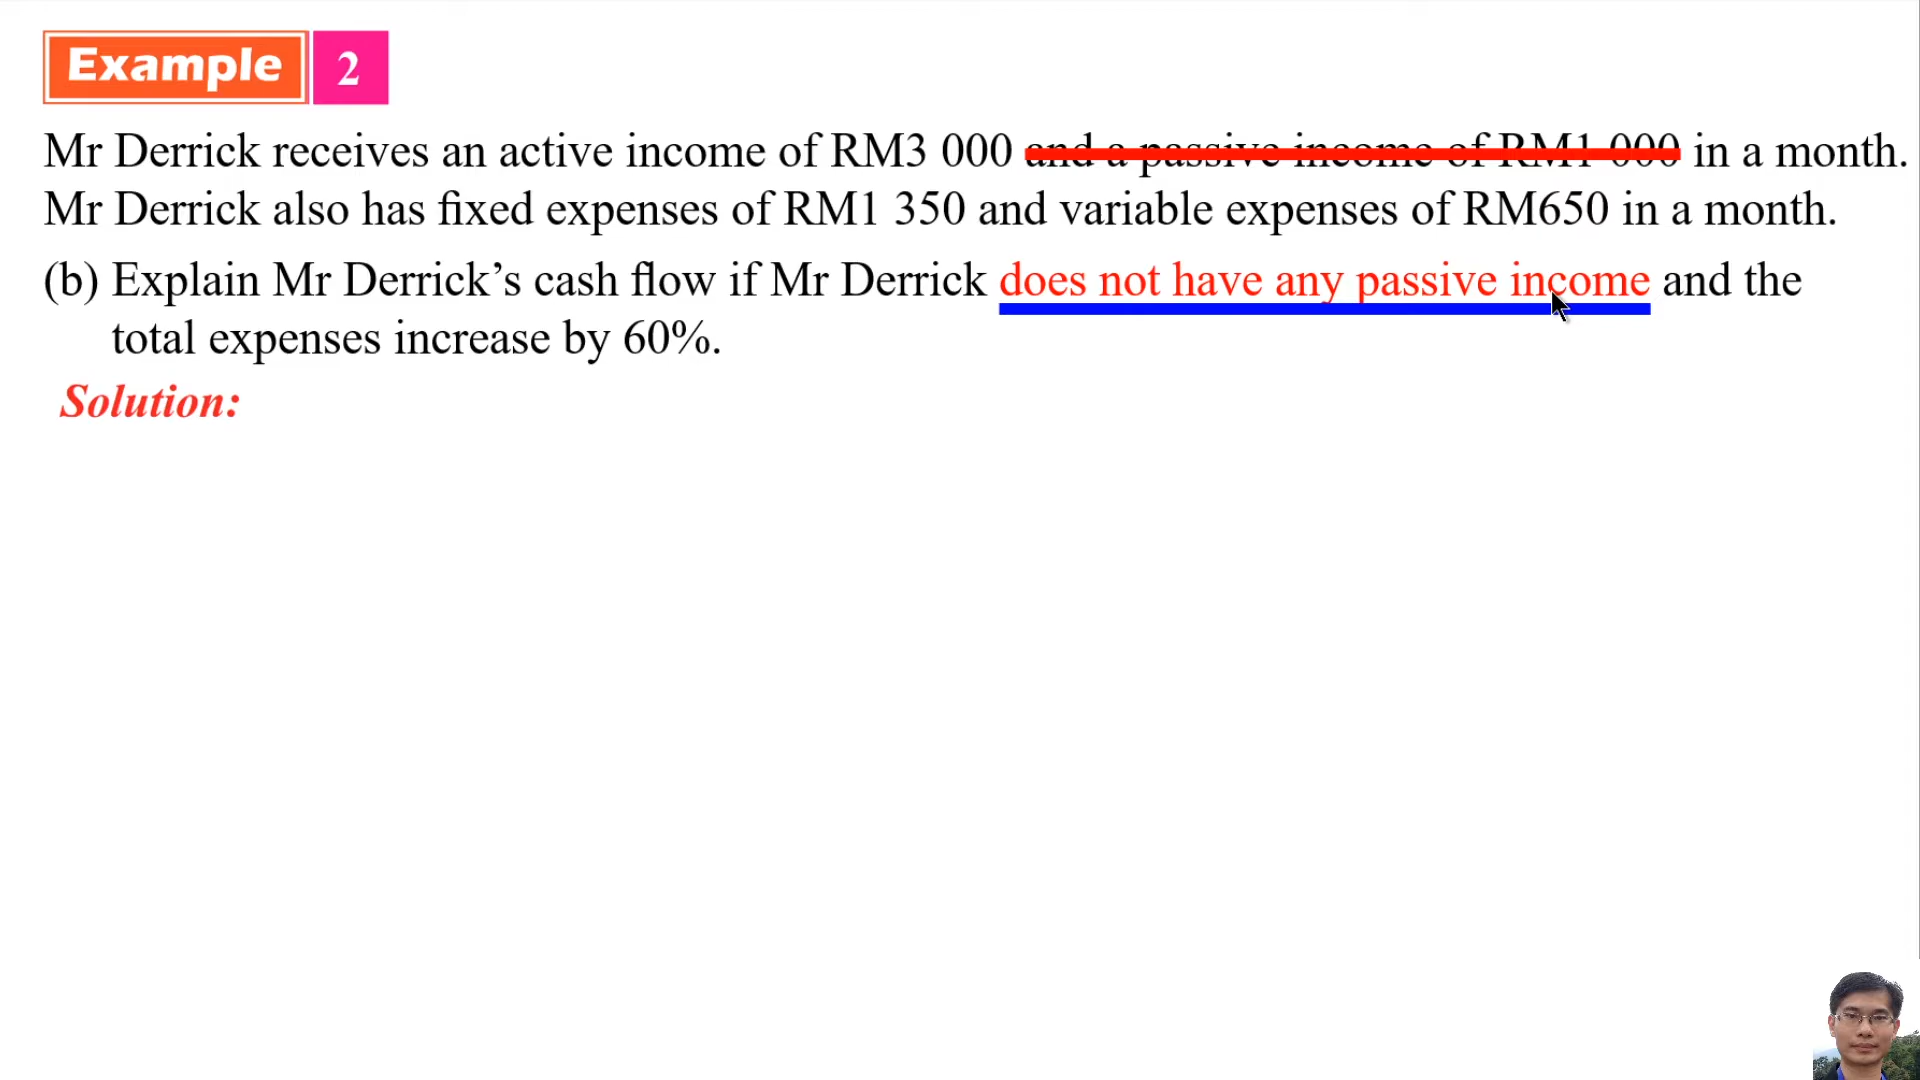 Example 2
Mr Derrick receives an active income of RM3 000 and a passive income of RM1 000 in a month.
Mr Derrick also has fixed expenses of RM1 350 and variable expenses of RM650 in a month.
(b) Explain Mr Derrick’s cash flow if Mr Derrick does not have any passive income and the
total expenses increase by 60%.
Solution: